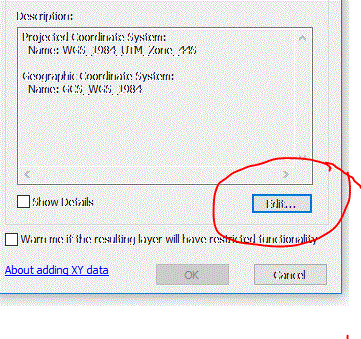 Description:
Projected Coordinate System:
Name: WGS_1984_UTM_Zone_44S
Geographic Coordinate System:
Name: GCS_WGS_1984
Show Details
Edit...
Warn me if the resulting layer will have restricted functionality
About adding XY data
OK
Cancel